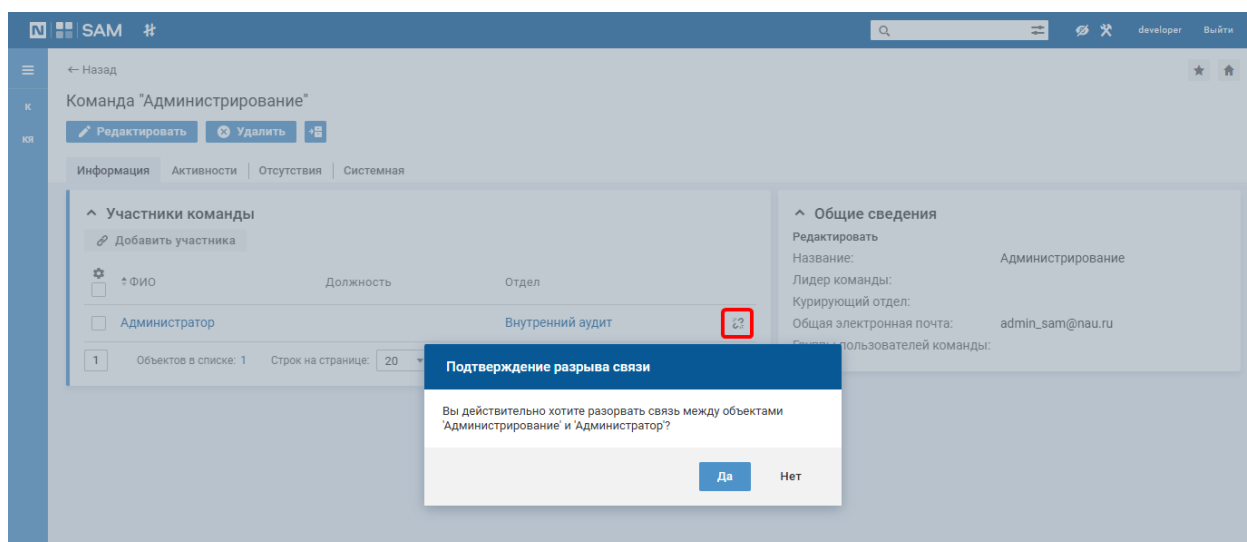 N SAM developer Выйти
← Назад
К
Команда "Администрирование"
КЯ
Редактировать Удалить
Информация Активности Отсутствия Системная
Участники команды
Добавить участника
ФИО Должность Отдел
Администратор Внутренний аудит
1 Объектов в списке: 1 Строк на странице: 20
Общие сведения
Редактировать
Название: Администрирование
Лидер команды:
Курирующий отдел:
Общая электронная почта: admin_sam@nau.ru
Группы пользователей команды:
Подтверждение разрыва связи
Вы действительно хотите разорвать связь между объектами
'Администрирование' и 'Администратор'?
Да Нет